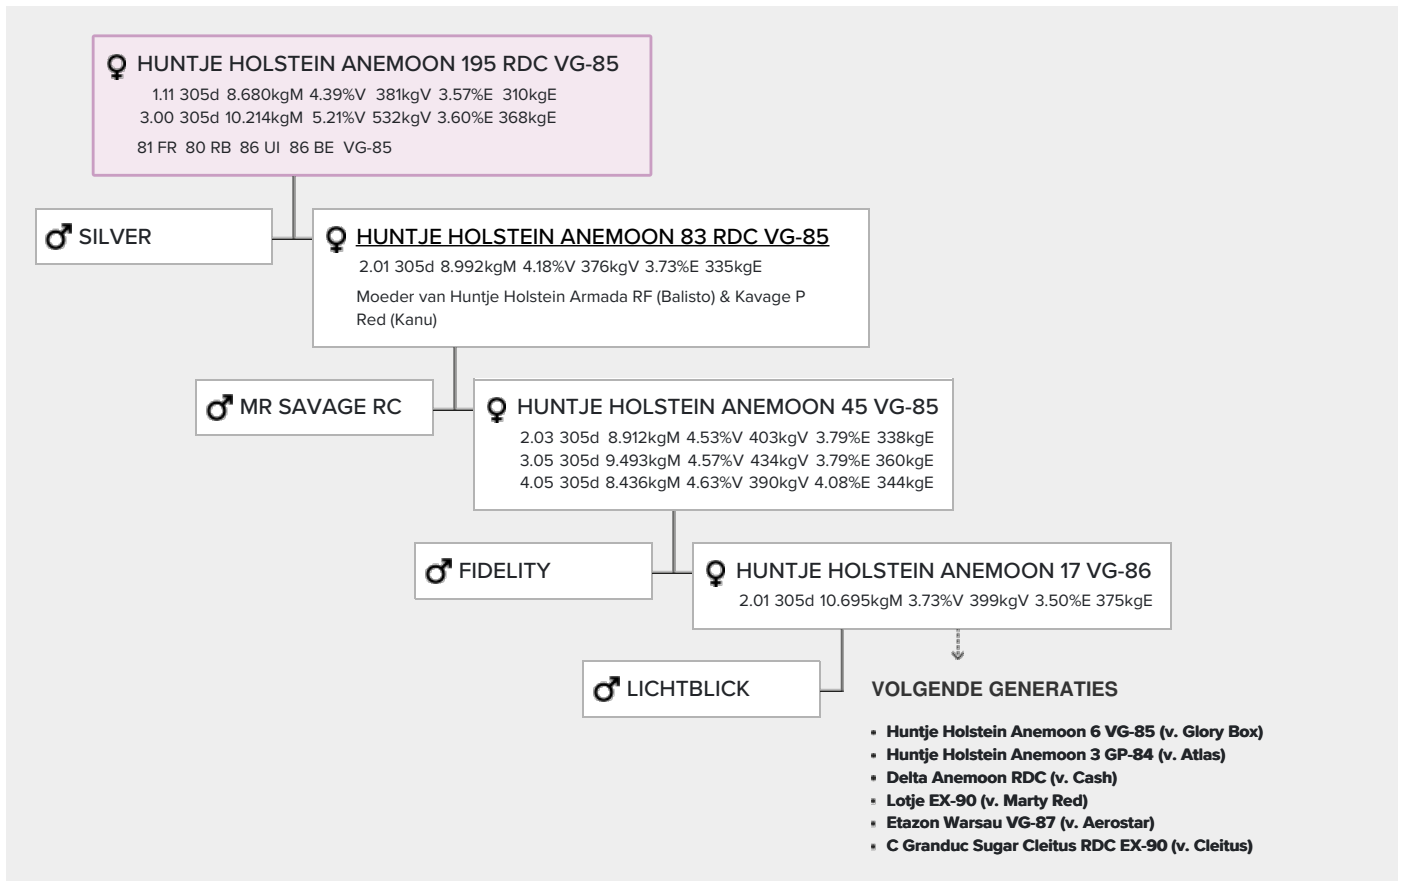 HUNTJE HOLSTEIN ANEMOON 195 RDC VG-85
1.11 305d 8.680kgM 4.39%V 381kgV 3.57%E 310kgE
3.00 305d 10.214kgM 5.21%V 532kgV 3.60%E 368kgE
81 FR 80 RB 86 UI 86 BE VG-85
SILVER
HUNTJE HOLSTEIN ANEMOON 83 RDC VG-85
2.01 305d 8.992kgM 4.18%V 376kgV 3.73%E 335kgE
Moeder van Huntje Holstein Armada RF (Balisto) & Kavage P
Red (Kanu)
MR SAVAGE RC
HUNTJE HOLSTEIN ANEMOON 45 VG-85
2.03 305d 8.912kgM 4.53%V 403kgV 3.79%E 338kgE
3.05 305d 9.493kgM 4.57%V 434kgV 3.79%E 360kgE
4.05 305d 8.436kgM 4.63%V 390kgV 4.08%E 344kgE
FIDELITY
HUNTJE HOLSTEIN ANEMOON 17 VG-86
2.01 305d 10.695kgM 3.73%V 399kgV 3.50%E 375kgE
LICHTBLICK
VOLGENDE GENERATIES
Huntje Holstein Anemoon 6 VG-85 (v. Glory Box)
Huntje Holstein Anemoon 3 GP-84 (v. Atlas)
Delta Anemoon RDC (v. Cash)
Lotje EX-90 (v. Marty Red)
Etazon Warsau VG-87 (v. Aerostar)
C Granduc Sugar Cleitus RDC EX-90 (v. Cleitus)